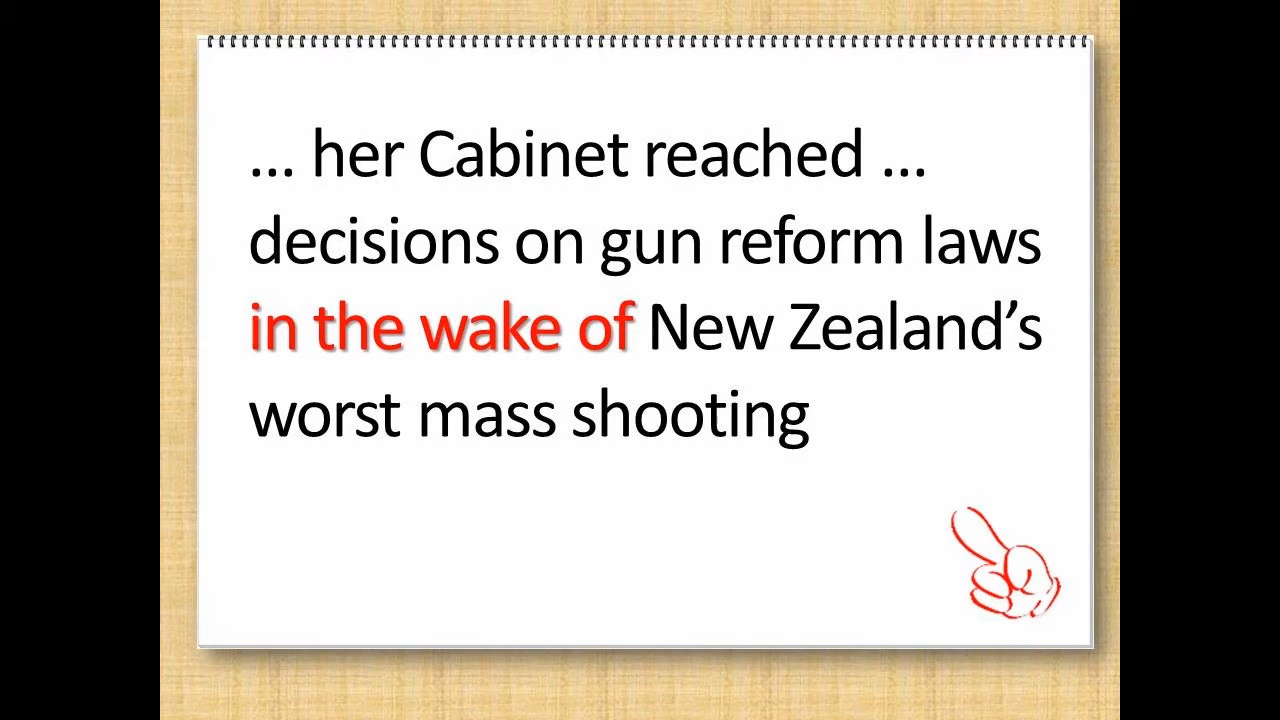 ... her Cabinet reached ...
decisions on gun reform laws
in the wake of New Zealand’s
worst mass shooting